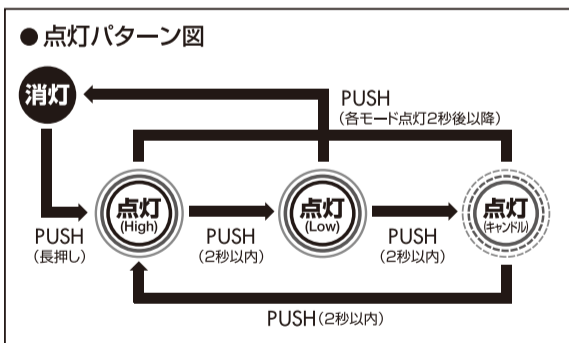 ●点灯パターン図
消灯
PUSH
(各モード点灯2秒後以降)
点灯
(High)
点灯
(Low)
点灯
(キャンドル)
PUSH
(長押し)
PUSH
(2秒以内)
PUSH
(2秒以内)
PUSH(2秒以内)